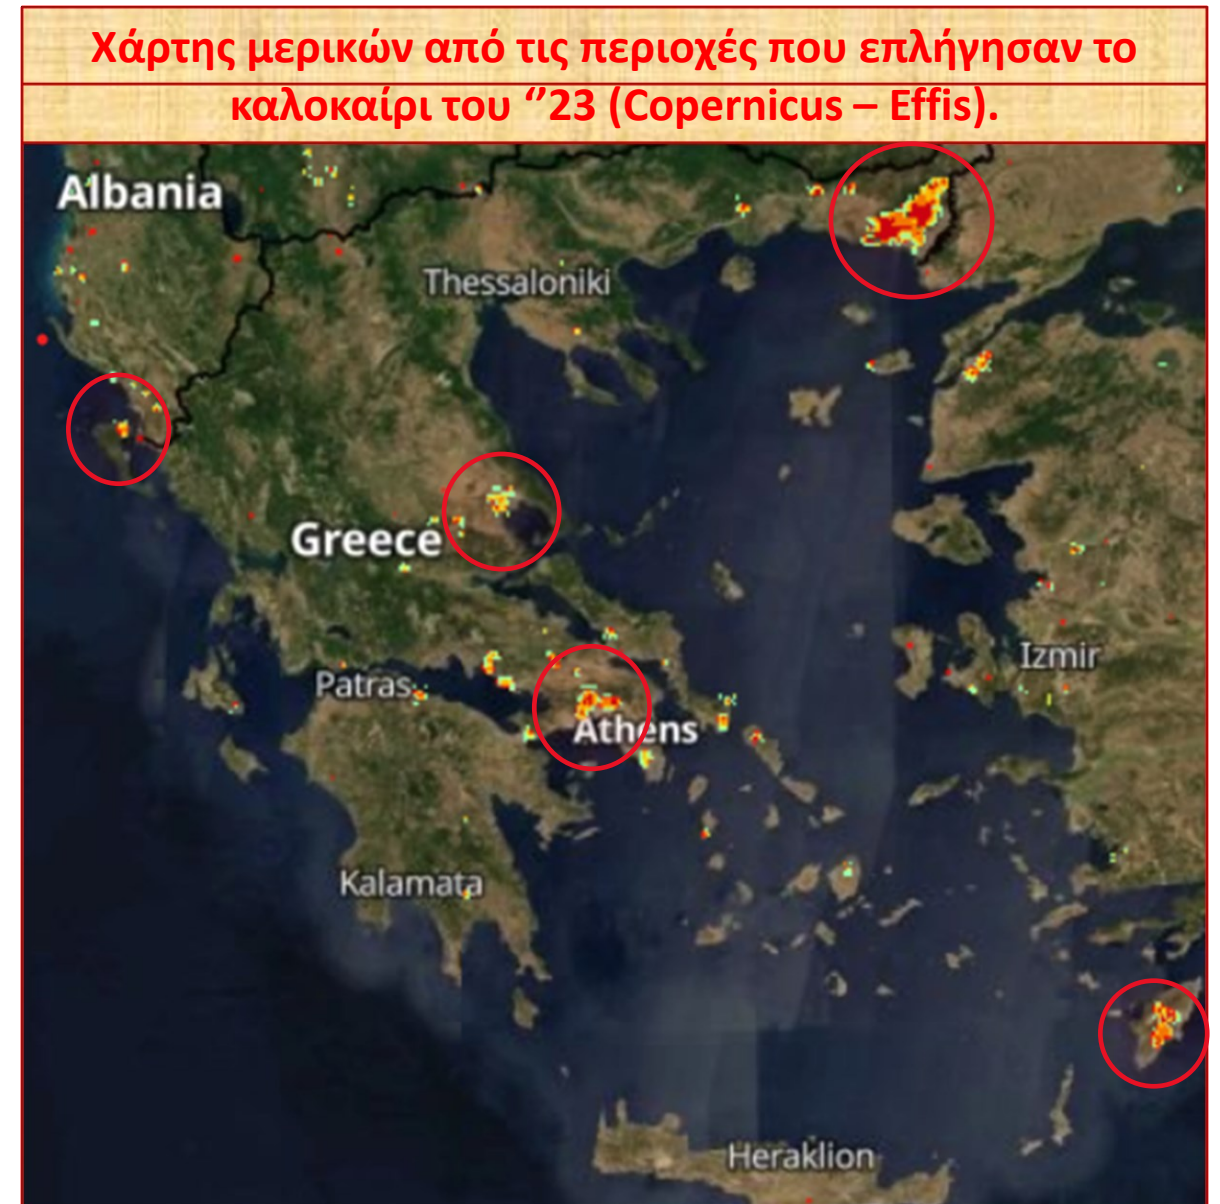 Χάρτης μερικών από τις περιοχές που επλήγησαν το
καλοκαίρι του ‘’23 (Copernicus – Effis).
Albania
Thessaloniki
Greece
Izmir
Patras
Athens
Kalamata
Heraklion